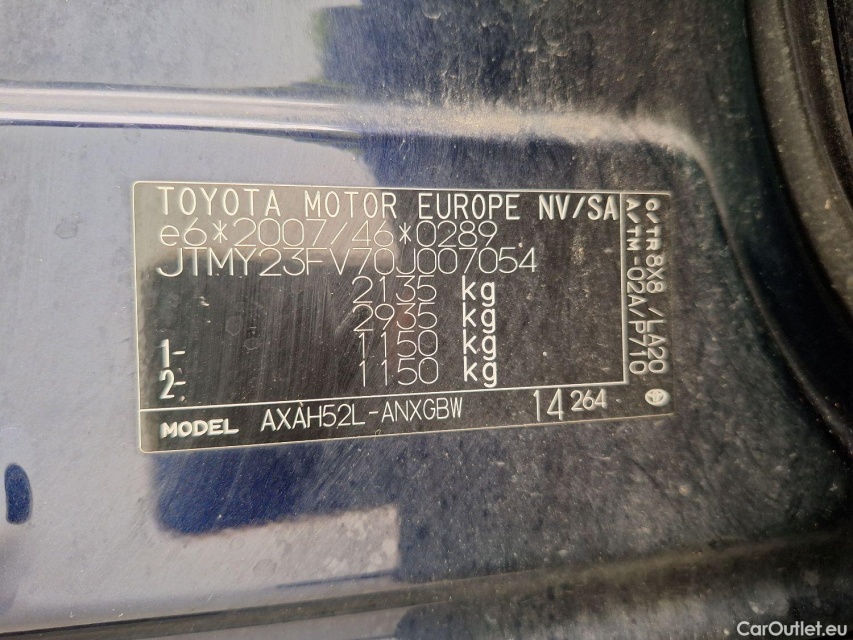 TOYOTA MOTOR EUROPE NV/SA
e6*2007/46*0289
JTMY23FV70J007054
2135 kg
2935 kg
1- 1150 kg
2- 1150 kg
MODEL AXAH52L-ANXGBW 14 264
C/TR 8X8 /LA20
A/TM -02A/P710
CarOutlet.eu